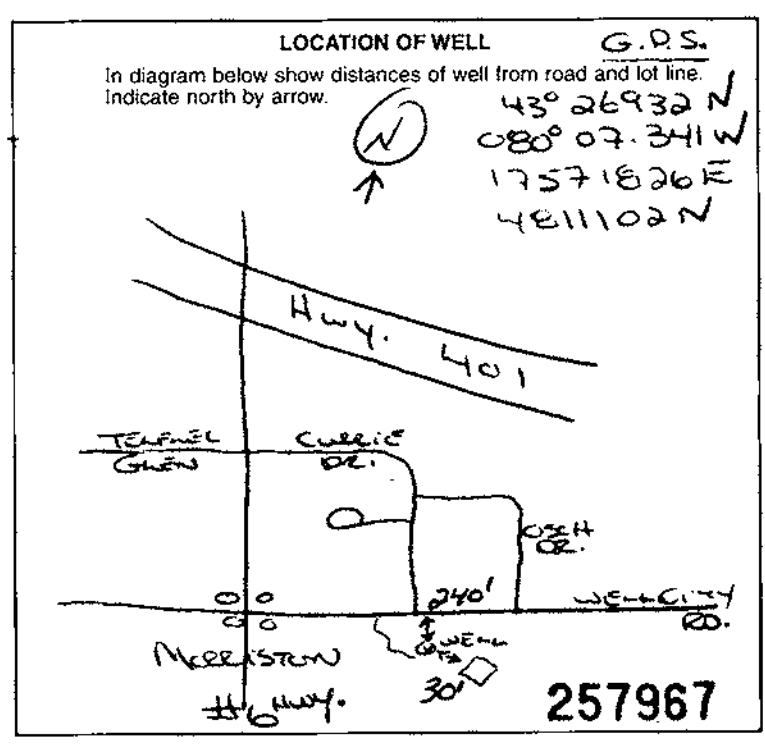 LOCATION OF WELL G.P.S.
In diagram below show distances of well from road and lot line.
Indicate north by arrow.
43° 26932 N
080° 07.341 W
17571826E
4811102N
N
Hwy. 401
CURRIE
GLEN
DR.
OSCH
DR.
240'
RD.
WELL
MORRISTON
30'
#6 HWY.
257967